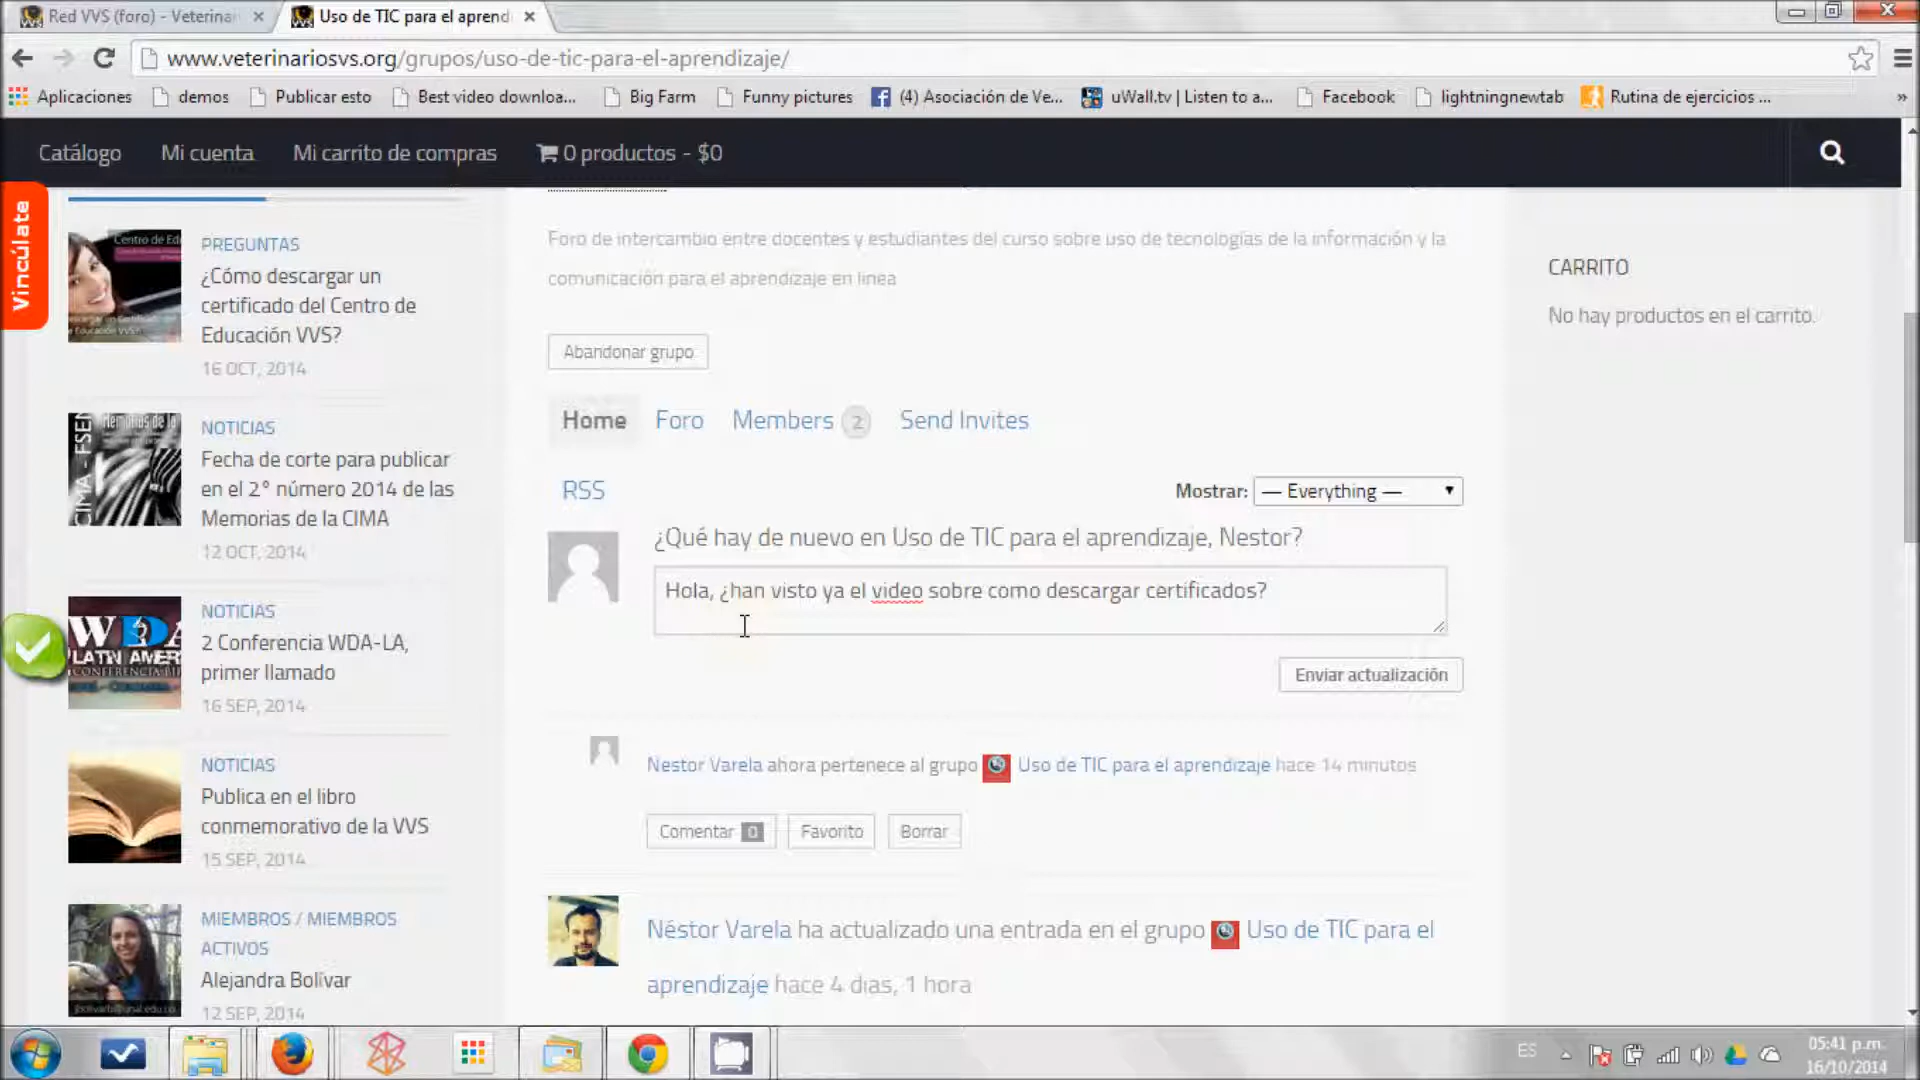 Red VVS (foro) - Veterinar
Uso de TIC para el aprend
www.veterinariosvs.org/grupos/uso-de-tic-para-el-aprendizaje/
Aplicaciones demos Publicar esto Best video downloa... Big Farm Funny pictures (4) Asociación de Ve... uWall.tv | Listen to a... Facebook lightningnewtab Rutina de ejercicios ... »
Catálogo Mi cuenta Mi carrito de compras 0 productos - $0
Vincúlate
PREGUNTAS
¿Cómo descargar un
certificado del Centro de
Educación VVS?
16 OCT, 2014
NOTICIAS
Fecha de corte para publicar
en el 2° número 2014 de las
Memorias de la CIMA
12 OCT, 2014
NOTICIAS
2 Conferencia WDA-LA,
primer llamado
16 SEP, 2014
NOTICIAS
Publica en el libro
conmemorativo de la VVS
15 SEP, 2014
MIEMBROS / MIEMBROS
ACTIVOS
Alejandra Bolívar
12 SEP, 2014
Foro de intercambio entre docentes y estudiantes del curso sobre uso de tecnologías de la información y la
comunicación para el aprendizaje en línea
Abandonar grupo
Home Foro Members 2 Send Invites
RSS
Mostrar: — Everything —
¿Qué hay de nuevo en Uso de TIC para el aprendizaje, Nestor?
Hola, ¿han visto ya el video sobre como descargar certificados?
Enviar actualización
Nestor Varela ahora pertenece al grupo Uso de TIC para el aprendizaje hace 14 minutos
Comentar 0 Favorito Borrar
Néstor Varela ha actualizado una entrada en el grupo Uso de TIC para el
aprendizaje hace 4 días, 1 hora
CARRITO
No hay productos en el carrito.
ES
05:41 p.m.
16/10/2014